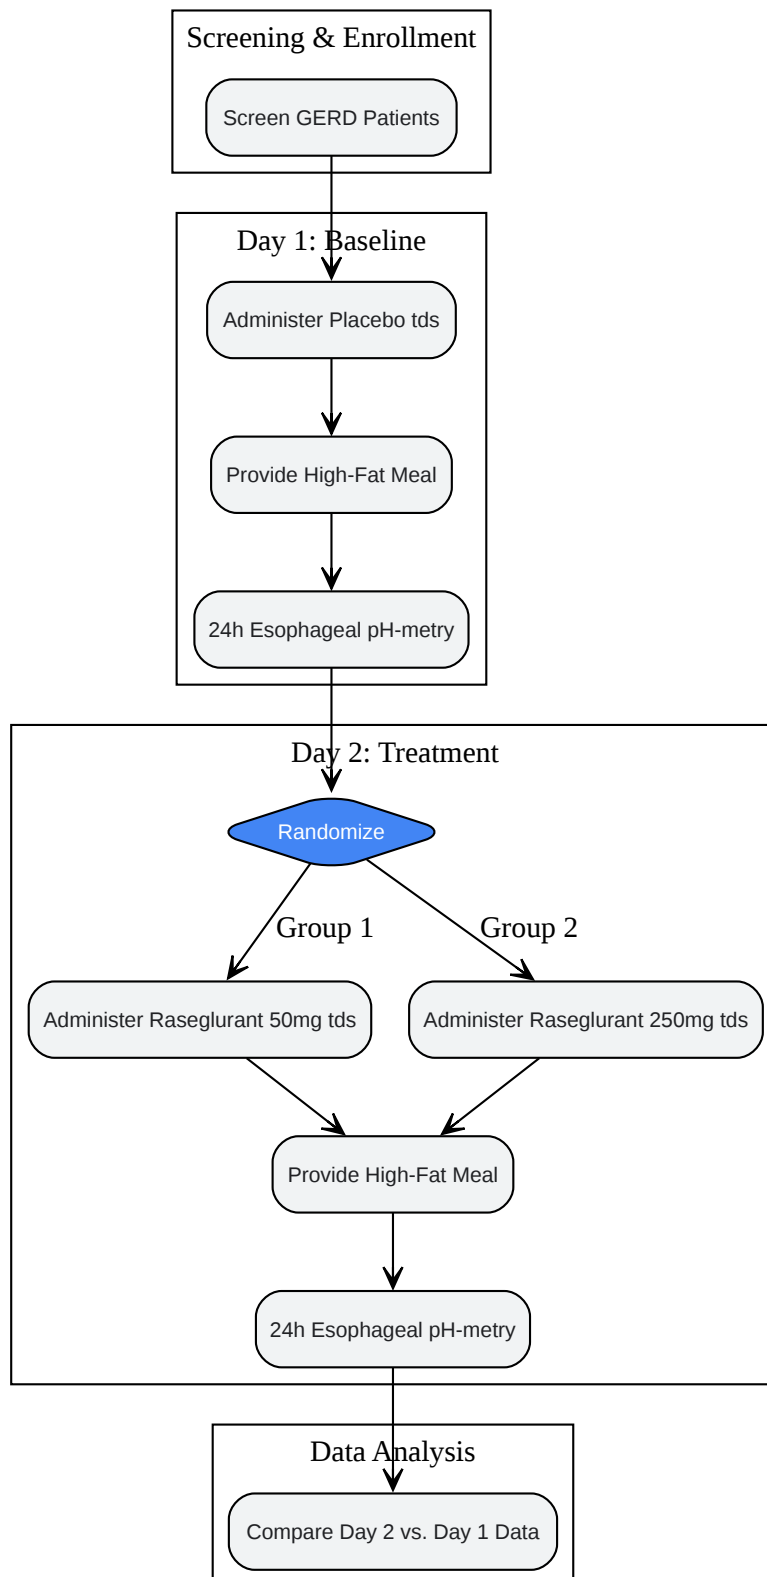 Screening & Enrollment
Screen GERD Patients
Day 1: Baseline
Administer Placebo tds
Provide High-Fat Meal
24h Esophageal pH-metry
Day 2: Treatment
Randomize
Group 1
Group 2
Administer Raseglurant 50mg tds
Administer Raseglurant 250mg tds
Provide High-Fat Meal
24h Esophageal pH-metry
Data Analysis
Compare Day 2 vs. Day 1 Data